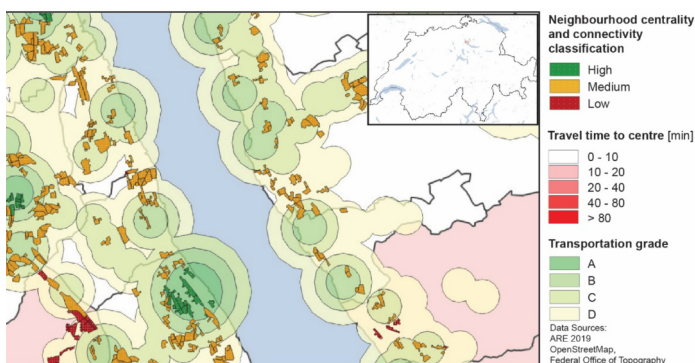 Neighbourhood centrality
and connectivity
classification
High
Medium
Low
Travel time to centre [min]
0 - 10
10 - 20
20 - 40
40 - 80
> 80
Transportation grade
A
B
C
D
Data Sources:
ARE 2019
OpenStreetMap,
Federal Office of Topography